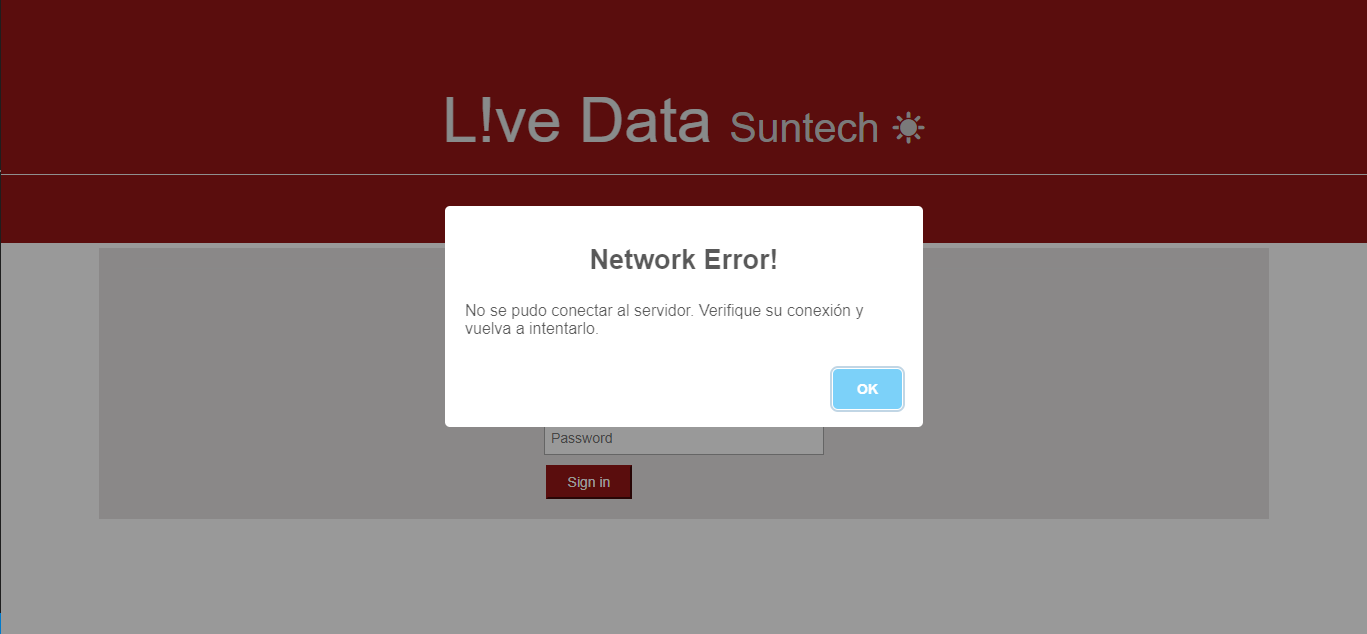 L!ve Data Suntech
Network Error!
No se pudo conectar al servidor. Verifique su conexión y
vuelva a intentarlo.
OK
Password
Sign in